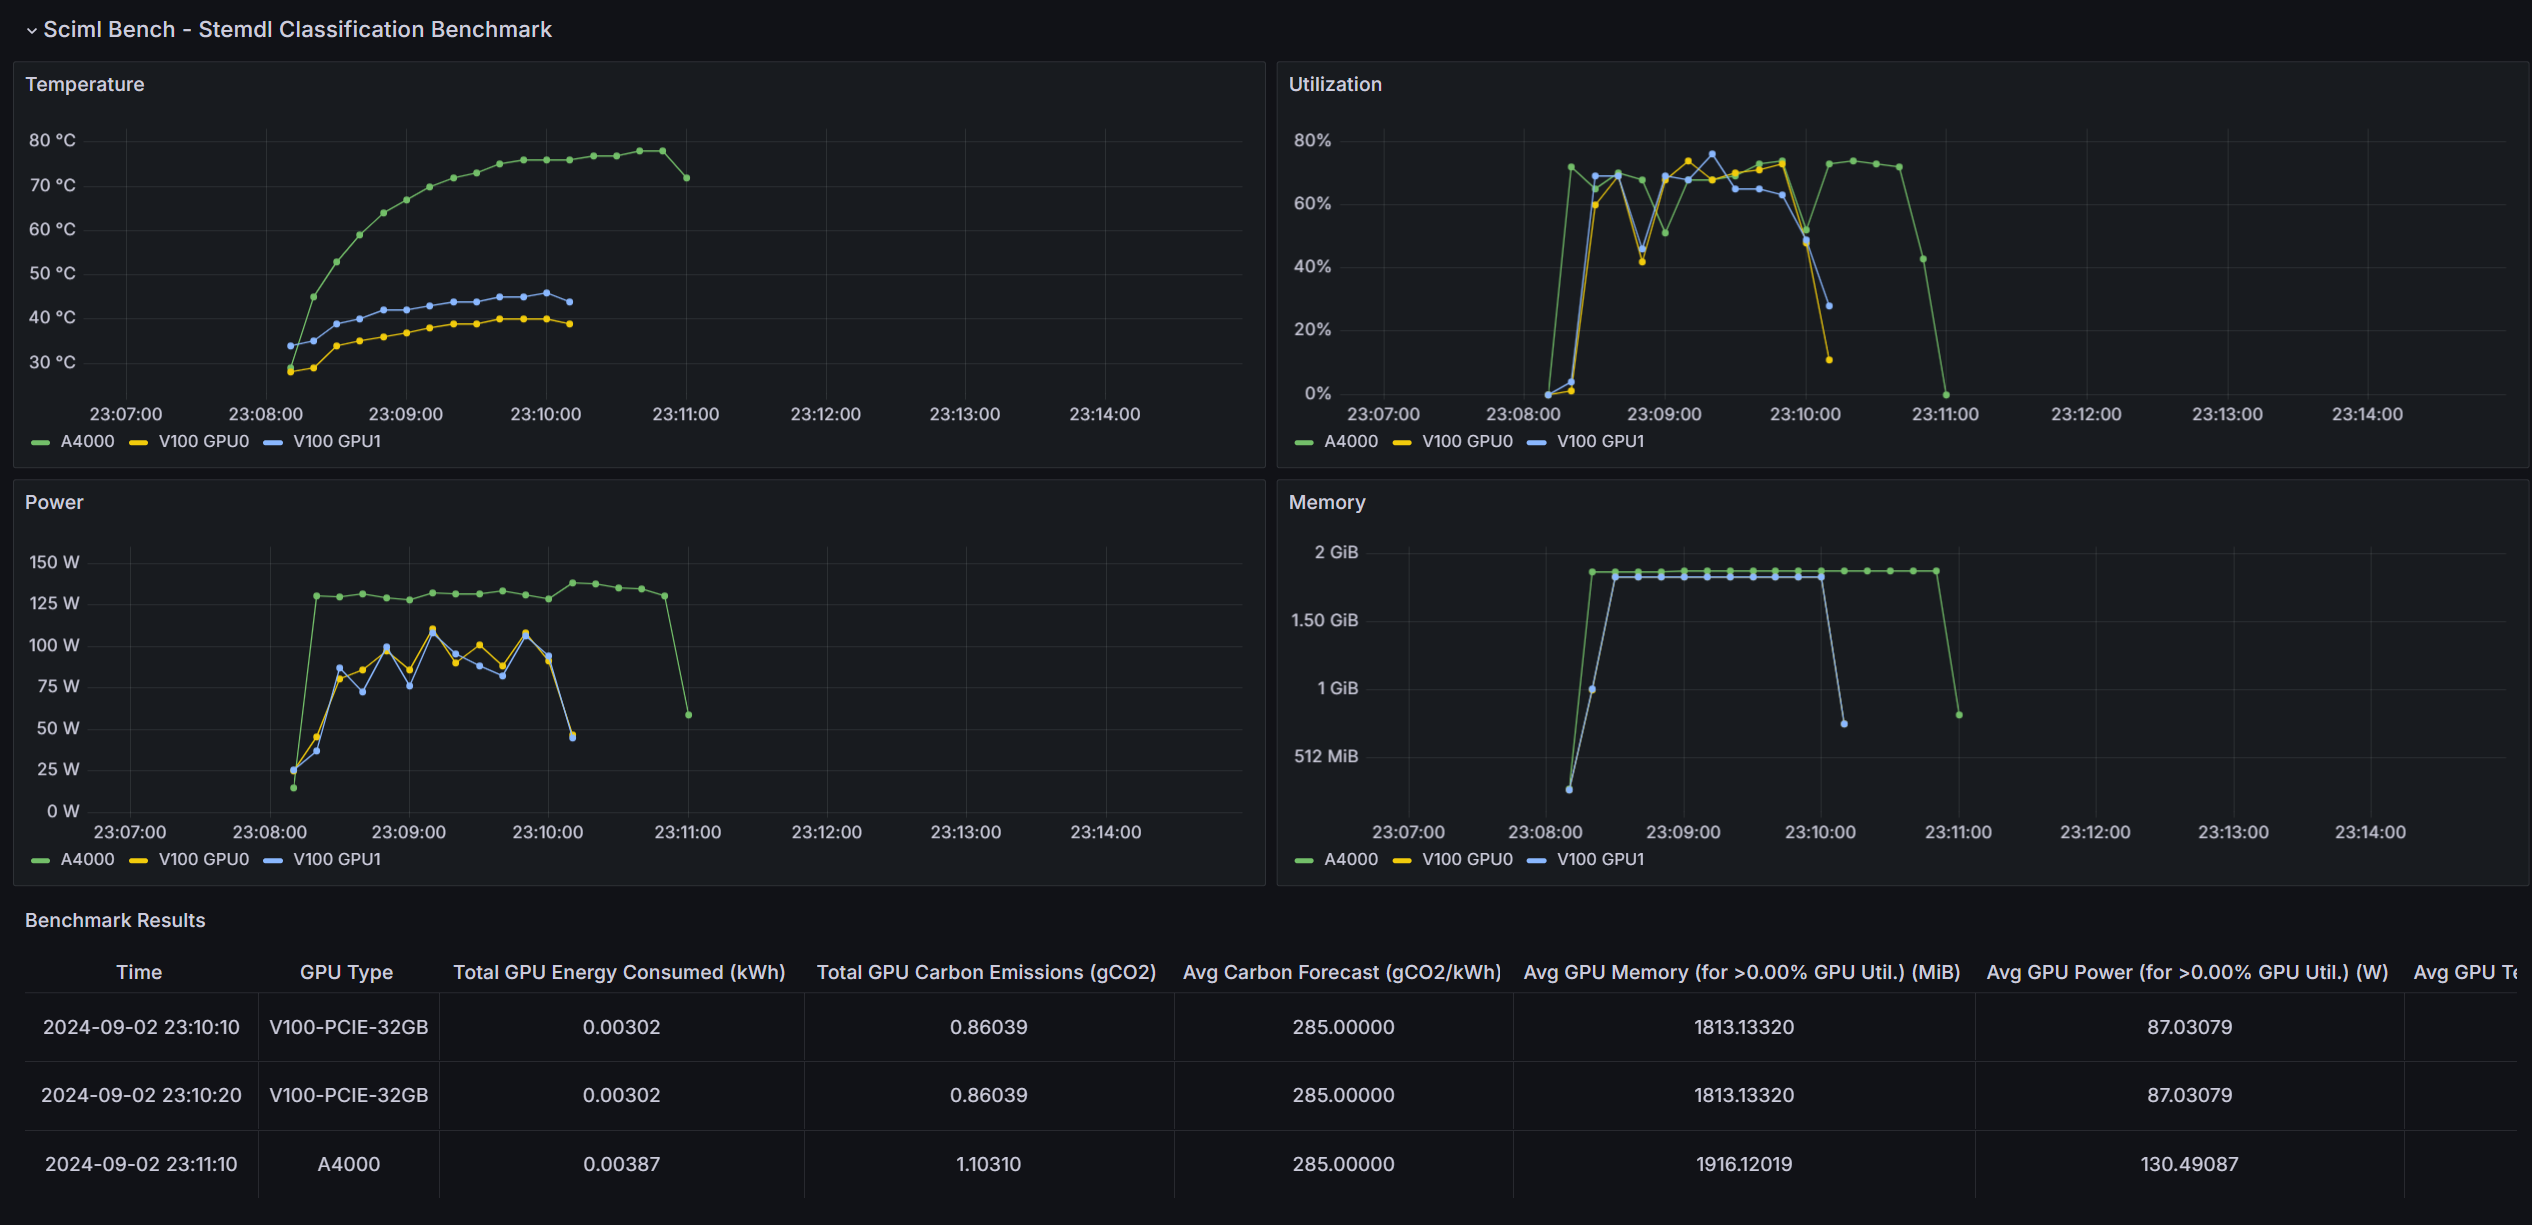 Sciml Bench - Stemdl Classification Benchmark
Temperature
80 °C
70 °C
60 °C
50 °C
40 °C
30 °C
23:07:00 23:08:00 23:09:00 23:10:00 23:11:00 23:12:00 23:13:00 23:14:00
A4000 V100 GPU0 V100 GPU1
Utilization
80%
60%
40%
20%
0%
23:07:00 23:08:00 23:09:00 23:10:00 23:11:00 23:12:00 23:13:00 23:14:00
A4000 V100 GPU0 V100 GPU1
Power
150 W
125 W
100 W
75 W
50 W
25 W
0 W
23:07:00 23:08:00 23:09:00 23:10:00 23:11:00 23:12:00 23:13:00 23:14:00
A4000 V100 GPU0 V100 GPU1
Memory
2 GiB
1.50 GiB
1 GiB
512 MiB
23:07:00 23:08:00 23:09:00 23:10:00 23:11:00 23:12:00 23:13:00 23:14:00
A4000 V100 GPU0 V100 GPU1
Benchmark Results
Time GPU Type Total GPU Energy Consumed (kWh) Total GPU Carbon Emissions (gCO2) Avg Carbon Forecast (gCO2/kWh) Avg GPU Memory (for >0.00% GPU Util.) (MiB) Avg GPU Power (for >0.00% GPU Util.) (W) Avg GPU
2024-09-02 23:10:10 V100-PCIE-32GB 0.00302 0.86039 285.00000 1813.13320 87.03079
2024-09-02 23:10:20 V100-PCIE-32GB 0.00302 0.86039 285.00000 1813.13320 87.03079
2024-09-02 23:11:10 A4000 0.00387 1.10310 285.00000 1916.12019 130.49087